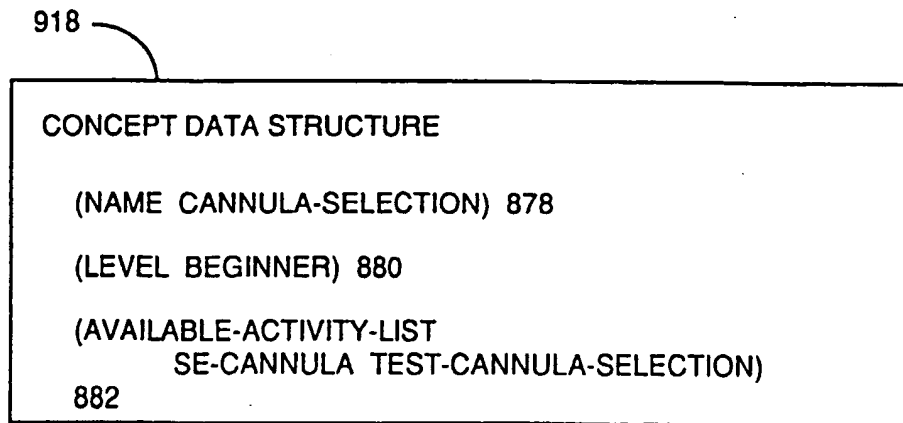 918
CONCEPT DATA STRUCTURE
(NAME CANNULA-SELECTION) 878
(LEVEL BEGINNER) 880
(AVAILABLE-ACTIVITY-LIST
SE-CANNULA TEST-CANNULA-SELECTION)
882